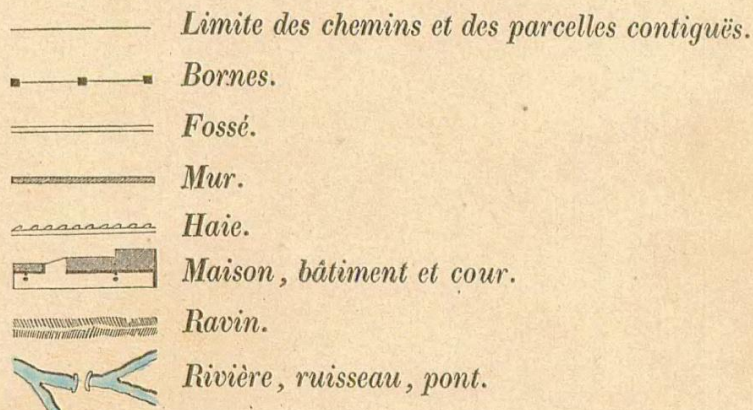 Limite des chemins et des parcelles contiguës.
Bornes.
Fossé.
Mur.
Haie.
Maison, bâtiment et cour.
Ravin.
Rivière, ruisseau, pont.